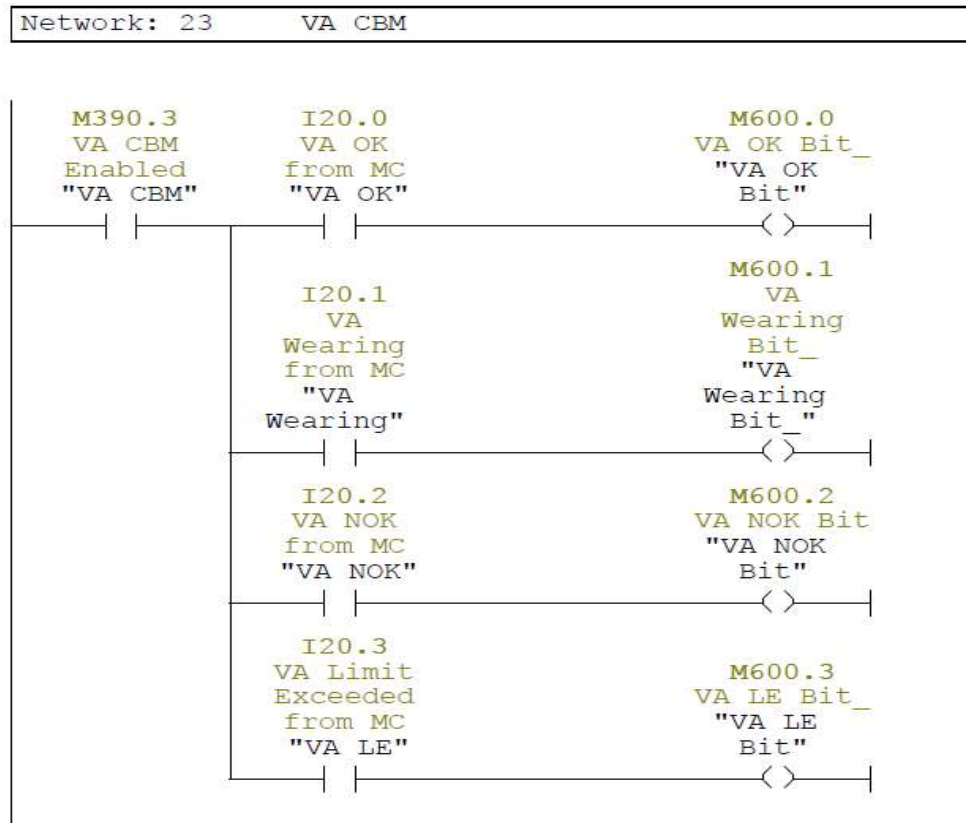 Network: 23 VA CBM
M390.3
VA CBM
Enabled
"VA CBM"
I20.0
VA OK
from MC
"VA OK"
M600.0
VA OK Bit_
"VA OK
Bit"
I20.1
VA
Wearing
from MC
"VA
Wearing"
M600.1
VA
Wearing
Bit_
"VA
Wearing
Bit_"
I20.2
VA NOK
from MC
"VA NOK"
M600.2
VA NOK Bit
"VA NOK
Bit"
I20.3
VA Limit
Exceeded
from MC
"VA LE"
M600.3
VA LE Bit_
"VA LE
Bit"